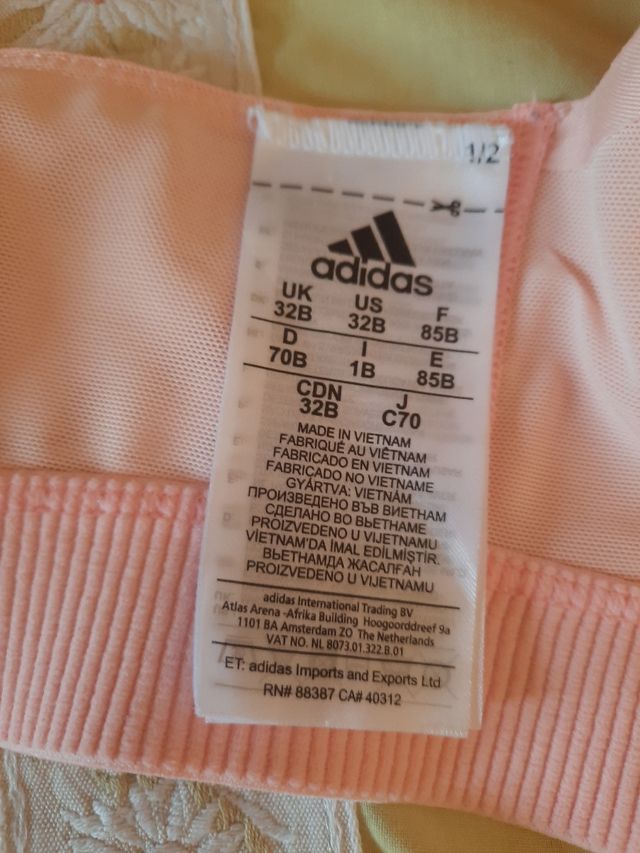 1/2
adidas
UK US F
32B 32B 85B
D I E
70B 1B 85B
CDN J
32B C70
MADE IN VIETNAM
FABRIQUÉ AU VIÊTNAM
FABRICADO EN VIETNAM
FABRICADO NO VIETNAME
GYÁRTVA: VIETNÁM
ПРОИЗВЕДЕНО ВЪВ ВИЕТНАМ
СДЕЛАНО ВО ВЬЕТНАМЕ
PROIZVEDENO U VIJETNAMU
VİETNAM'DA İMAL EDİLMİŞTİR.
ВЬЕТНАМДА ЖАСАЛҒАН
PROIZVEDENO U VIJETNAMU
adidas International Trading BV
Atlas Arena -Afrika Building Hoogoorddreef 9a
1101 BA Amsterdam ZO The Netherlands
VAT NO. NL 8073.01.322.B.01
ET: adidas Imports and Exports Ltd
RN# 88387 CA# 40312